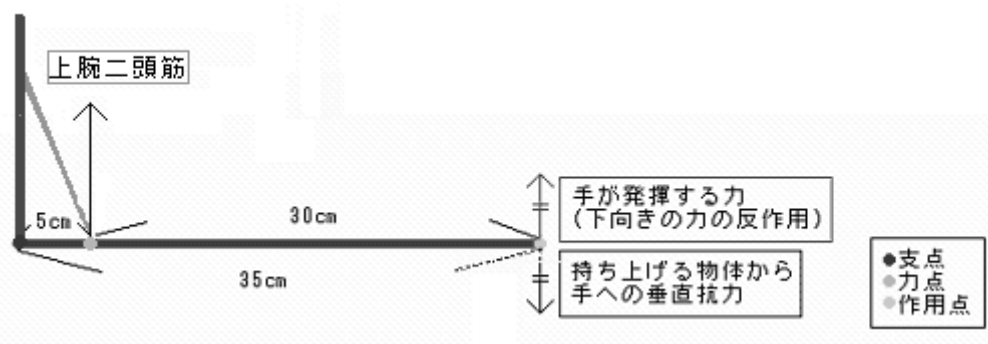 上腕二頭筋
5cm
30cm
35cm
手が発揮する力
(下向きの力の反作用)
持ち上げる物体から
手への垂直抗力
●支点
●力点
●作用点